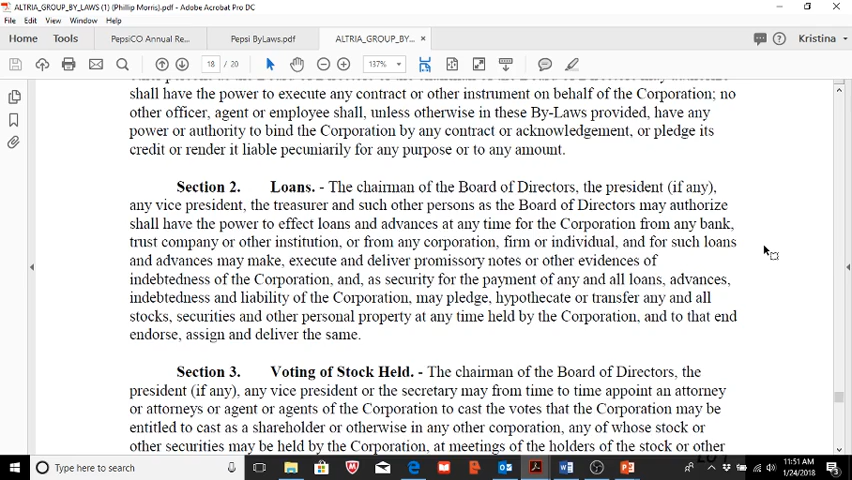 ALTRIA_GROUP_BY_LAWS (1) (Phillip Morris).pdf - Adobe Acrobat Pro DC
File Edit View Window Help
Home Tools PepsiCO Annual Re... Pepsi ByLaws.pdf ALTRIA_GROUP_BY... × Kristina
18 / 20 137%
shall have the power to execute any contract or other instrument on behalf of the Corporation; no
other officer, agent or employee shall, unless otherwise in these By-Laws provided, have any
power or authority to bind the Corporation by any contract or acknowledgement, or pledge its
credit or render it liable pecuniarily for any purpose or to any amount.
Section 2. Loans. - The chairman of the Board of Directors, the president (if any),
any vice president, the treasurer and such other persons as the Board of Directors may authorize
shall have the power to effect loans and advances at any time for the Corporation from any bank,
trust company or other institution, or from any corporation, firm or individual, and for such loans
and advances may make, execute and deliver promissory notes or other evidences of
indebtedness of the Corporation, and, as security for the payment of any and all loans, advances,
indebtedness and liability of the Corporation, may pledge, hypothecate or transfer any and all
stocks, securities and other personal property at any time held by the Corporation, and to that end
endorse, assign and deliver the same.
Section 3. Voting of Stock Held. - The chairman of the Board of Directors, the
president (if any), any vice president or the secretary may from time to time appoint an attorney
or attorneys or agent or agents of the Corporation to cast the votes that the Corporation may be
entitled to cast as a shareholder or otherwise in any other corporation, any of whose stock or
other securities may be held by the Corporation, at meetings of the holders of the stock or other
Type here to search
11:51 AM
1/24/2018